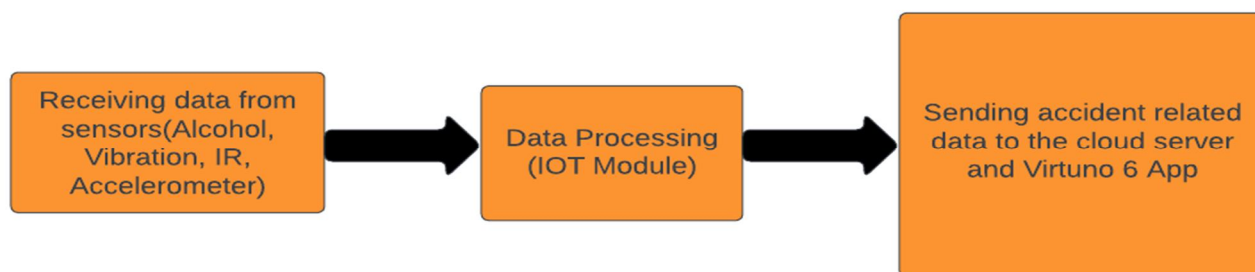 Receiving data from
sensors(Alcohol,
Vibration, IR,
Accelerometer)
Data Processing
(IOT Module)
Sending accident related
data to the cloud server
and Virtuno 6 App